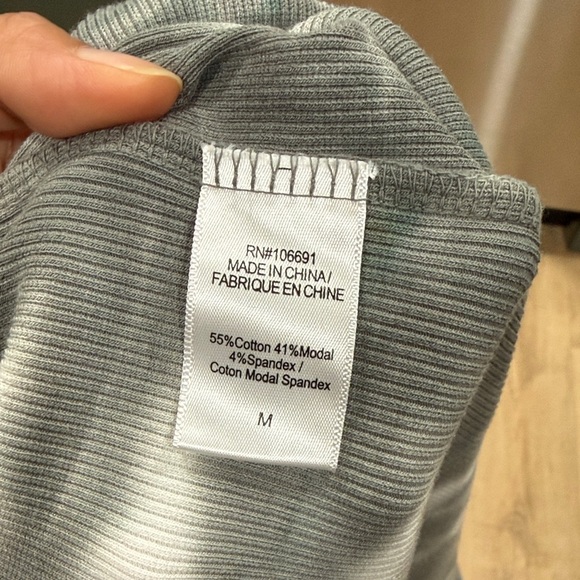 RN#106691
MADE IN CHINA/
FABRIQUE EN CHINE
55%Cotton 41%Modal
4%Spandex /
Coton Modal Spandex
M